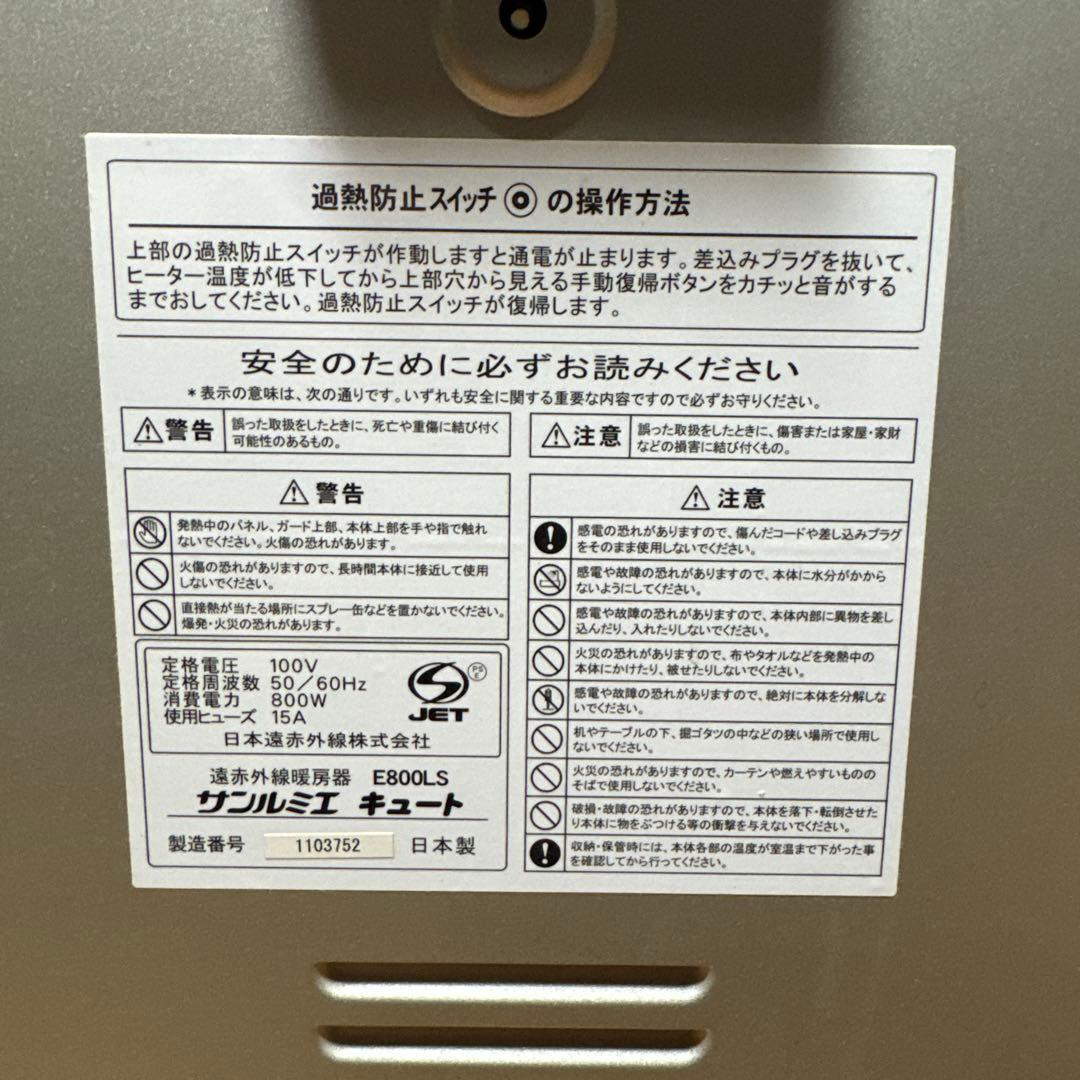 過熱防止スイッチ◎の操作方法
上部の過熱防止スイッチが作動しますと通電が止まります。差込みプラグを抜いて、
ヒーター温度が低下してから上部穴から見える手動復帰ボタンをカチッと音がする
までおしてください。過熱防止スイッチが復帰します。
安全のために必ずお読みください
*表示の意味は、次の通りです。いずれも安全に関する重要な内容ですので必ずお守りください。
警告
誤った取扱をしたときに、死亡や重傷に結び付く
可能性のあるもの。
注意
誤った取扱をしたときに、傷害または家屋・家財
などの損害に結び付くもの。
警告
発熱中のパネル、ガード上部、本体上部を手や指で触れ
ないでください。火傷の恐れがあります。
火傷の恐れがありますので、長時間本体に接近して使用
しないでください。
直接熱が当たる場所にスプレー缶などを置かないでください。
爆発・火災の恐れがあります。
定格電圧 100V
定格周波数 50/60Hz
消費電力 800W
使用ヒューズ 15A
PS
E
JET
日本遠赤外線株式会社
遠赤外線暖房器 E800LS
サンルミエ キュート
製造番号 1103752 日本製
注意
感電の恐れがありますので、傷んだコードや差し込みプラグ
をそのまま使用しないでください。
感電や故障の恐れがありますので、本体に水分がかから
ないようにしてください。
感電や故障の恐れがありますので、本体内部に異物を差し
込んだり、入れたりしないでください。
火災の恐れがありますので、布やタオルなどを発熱中の
本体にかけたり、被せたりしないでください。
感電や故障の恐れがありますので、絶対に本体を分解しな
いでください。
机やテーブルの下、掘ゴタツの中などの狭い場所で使用し
ないでください。
火災の恐れがありますので、カーテンや燃えやすいものの
そばで使用しないでください。
破損・故障の恐れがありますので、本体を落下・転倒させた
り本体に物をぶつける等の衝撃を与えないでください。
収納・保管時には、本体各部の温度が室温まで下がった事
を確認してから行ってください。